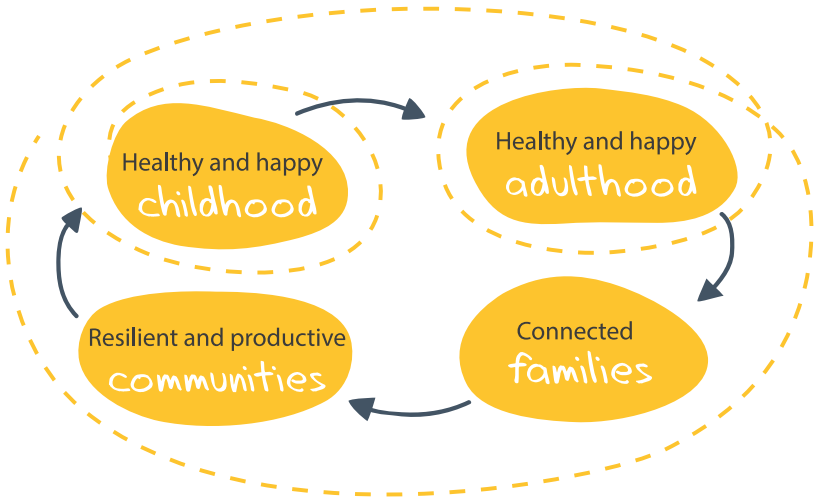 Healthy and happy
childhood
Healthy and happy
adulthood
Connected
families
Resilient and productive
communities